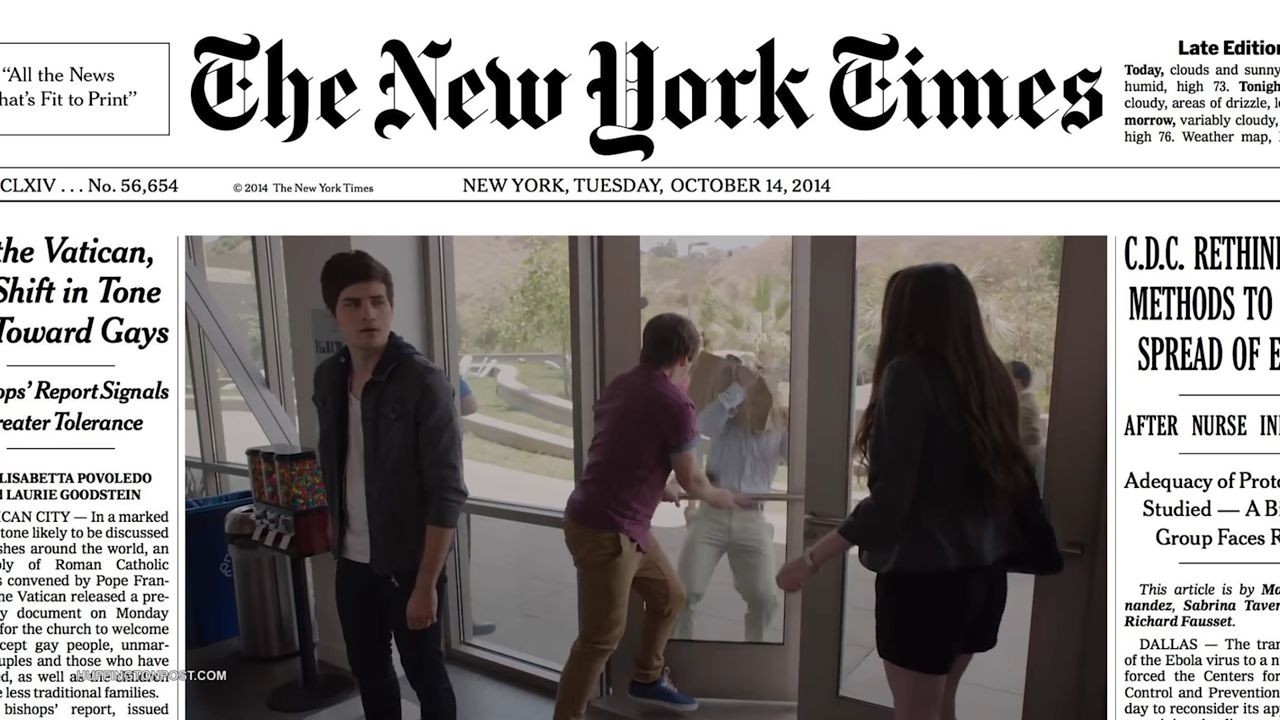 “All the News
hat’s Fit to Print”
The New York Times
Late Edition
Today, clouds and sunny
humid, high 73. Tonigh
cloudy, areas of drizzle, l
morrow, variably cloudy,
high 76. Weather map,
CLXIV . . . No. 56,654
© 2014 The New York Times
NEW YORK, TUESDAY, OCTOBER 14, 2014
the Vatican,
Shift in Tone
Toward Gays
ops’ Report Signals
reater Tolerance
LISABETTA POVOLEDO
LAURIE GOODSTEIN
ICAN CITY — In a marked
tone likely to be discussed
shes around the world, an
bly of Roman Catholic
s convened by Pope Fran-
he Vatican released a pre-
y document on Monday
for the church to welcome
cept gay people, unmar-
uples and those who have
d, as well as
HUFFINGTONPOST.COM
less traditional families.
bishops’ report, issued
C.D.C. RETHIN
METHODS TO
SPREAD OF E
AFTER NURSE IN
Adequacy of Prot
Studied — A B
Group Faces R
This article is by Ma
nandez, Sabrina Taver
Richard Fausset.
DALLAS — The tran
of the Ebola virus to a n
forced the Centers for
Control and Prevention
day to reconsider its ap